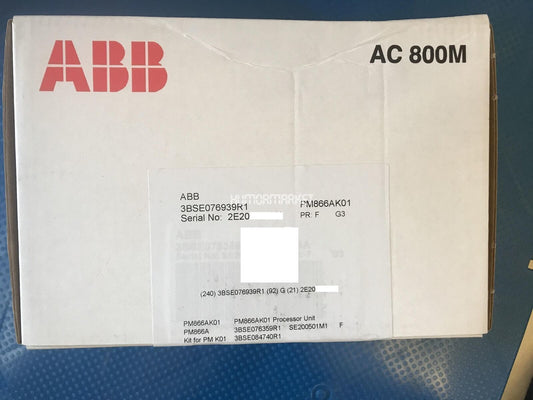 ABB
AC 800M
ABB
HUMORMARKET
3BSE076939R1 PM866AK01
Serial No: 2E20 PR: F G3
(240) 3BSE076939R1 (92) G (21) 2E20
PM866AK01 PM866AK01 Processor Unit
PM866A 3BSE076359R1 SE200501M1 F
Kit for PM K01 3BSE084740R1